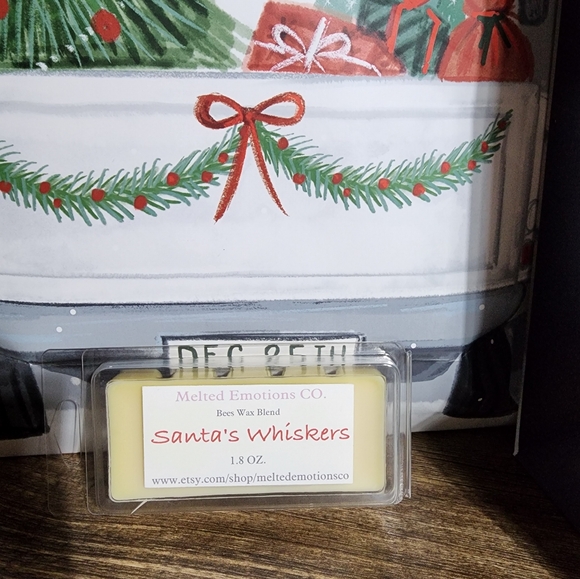 DEC 25TH
Melted Emotions CO.
Bees Wax Blend
Santa's Whiskers
1.8 OZ.
www.etsy.com/shop/meltedemotionsco